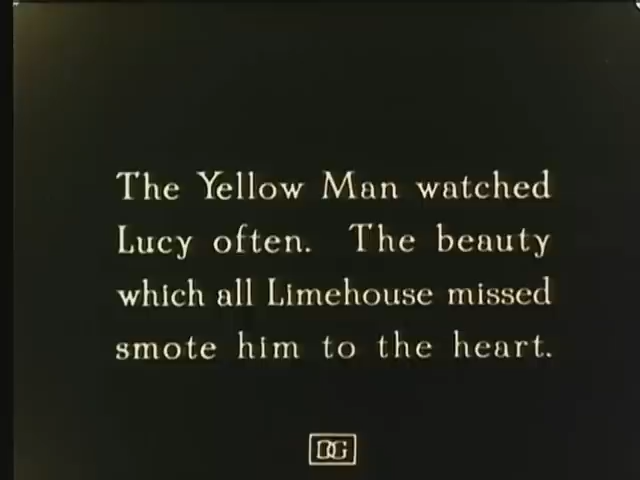 The Yellow Man watched
Lucy often. The beauty
which all Limehouse missed
smote him to the heart.
DG